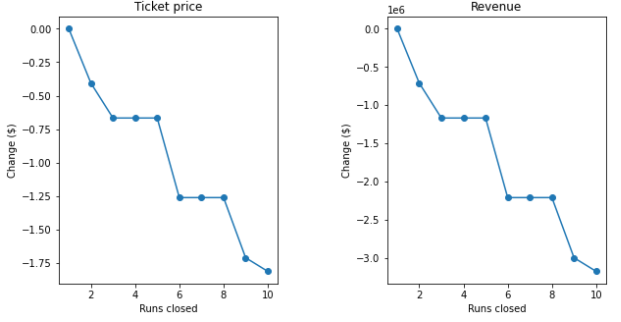 Ticket price
0.00
−0.25
−0.50
−0.75
−1.00
−1.25
−1.50
−1.75
Change ($)
2 4 6 8 10
Runs closed
Revenue
1e6
0.0
−0.5
−1.0
−1.5
−2.0
−2.5
−3.0
Change ($)
2 4 6 8 10
Runs closed